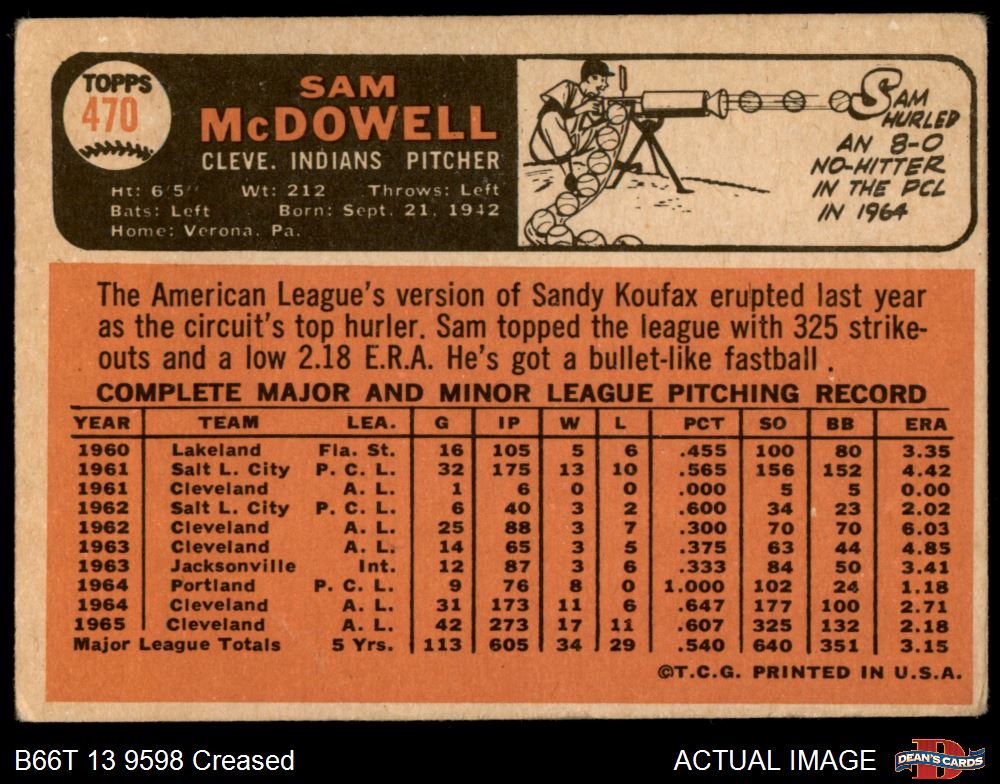 TOPPS
470
SAM
McDOWELL
CLEVE. INDIANS PITCHER
Ht: 6'5" Wt: 212 Throws: Left
Bats: Left Born: Sept. 21, 1942
Home: Verona, Pa.
SAM
HURLED
AN 8-0
NO-HITTER
IN THE PCL
IN 1964
The American League's version of Sandy Koufax erupted last year
as the circuit's top hurler. Sam topped the league with 325 strike-
outs and a low 2.18 E.R.A. He's got a bullet-like fastball.
COMPLETE MAJOR AND MINOR LEAGUE PITCHING RECORD
YEAR TEAM LEA. G IP W L PCT SO BB ERA
1960 Lakeland Fla. St. 16 105 5 6 .455 100 80 3.35
1961 Salt L. City P. C. L. 32 175 13 10 .565 156 152 4.42
1961 Cleveland A. L. 1 6 0 0 .000 5 5 0.00
1962 Salt L. City P. C. L. 6 40 3 2 .600 34 23 2.02
1962 Cleveland A. L. 25 88 3 7 .300 70 70 6.03
1963 Cleveland A. L. 14 65 3 5 .375 63 44 4.85
1963 Jacksonville Int. 12 87 3 6 .333 84 50 3.41
1964 Portland P. C. L. 9 76 8 0 1.000 102 24 1.18
1964 Cleveland A. L. 31 173 11 6 .647 177 100 2.71
1965 Cleveland A. L. 42 273 17 11 .607 325 132 2.18
Major League Totals 5 Yrs. 113 605 34 29 .540 640 351 3.15
©T.C.G. PRINTED IN U.S.A.
B66T 13 9598 Creased
ACTUAL IMAGE
D
DEAN'S CARDS